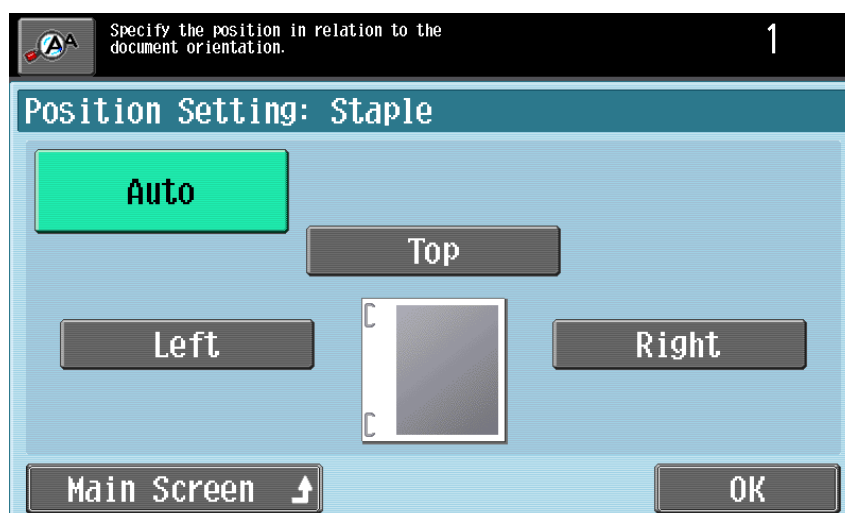 AA
Specify the position in relation to the
document orientation.
1
Position Setting: Staple
Auto
Top
Left
Right
Main Screen
OK